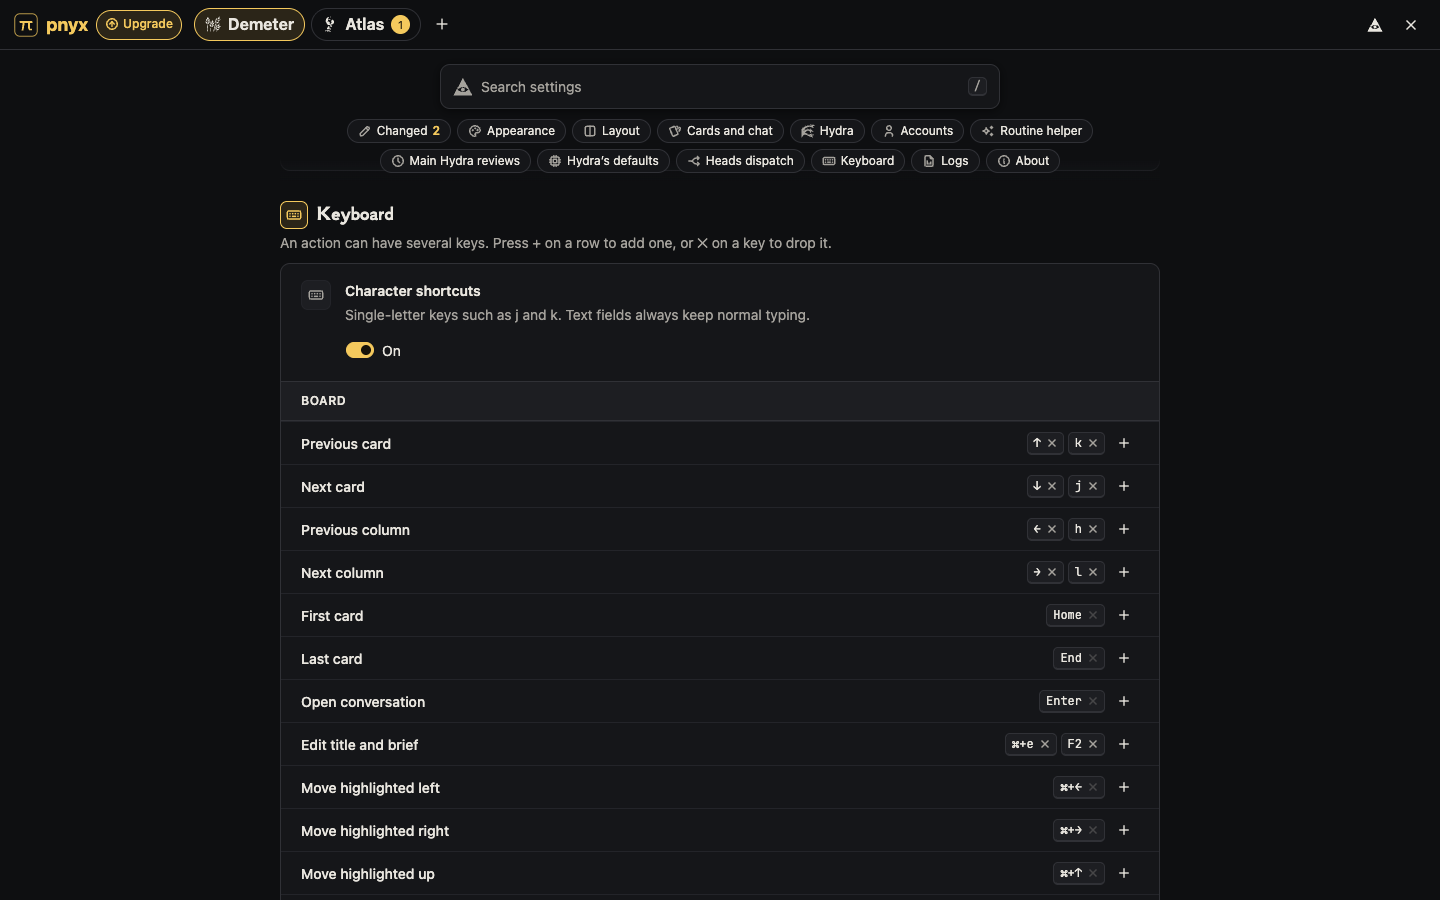 π pnyx Upgrade Demeter Atlas 1 +
Search settings /
Changed 2 Appearance Layout Cards and chat Hydra Accounts Routine helper
Main Hydra reviews Hydra's defaults Heads dispatch Keyboard Logs About
Keyboard
An action can have several keys. Press + on a row to add one, or ✕ on a key to drop it.
Character shortcuts
Single-letter keys such as j and k. Text fields always keep normal typing.
On
BOARD
Previous card ↑ ✕ k ✕ +
Next card ↓ ✕ j ✕ +
Previous column ← ✕ h ✕ +
Next column → ✕ l ✕ +
First card Home ✕ +
Last card End ✕ +
Open conversation Enter ✕ +
Edit title and brief ⌘+e ✕ F2 ✕ +
Move highlighted left ⌘+← ✕ +
Move highlighted right ⌘+→ ✕ +
Move highlighted up ⌘+↑ ✕ +